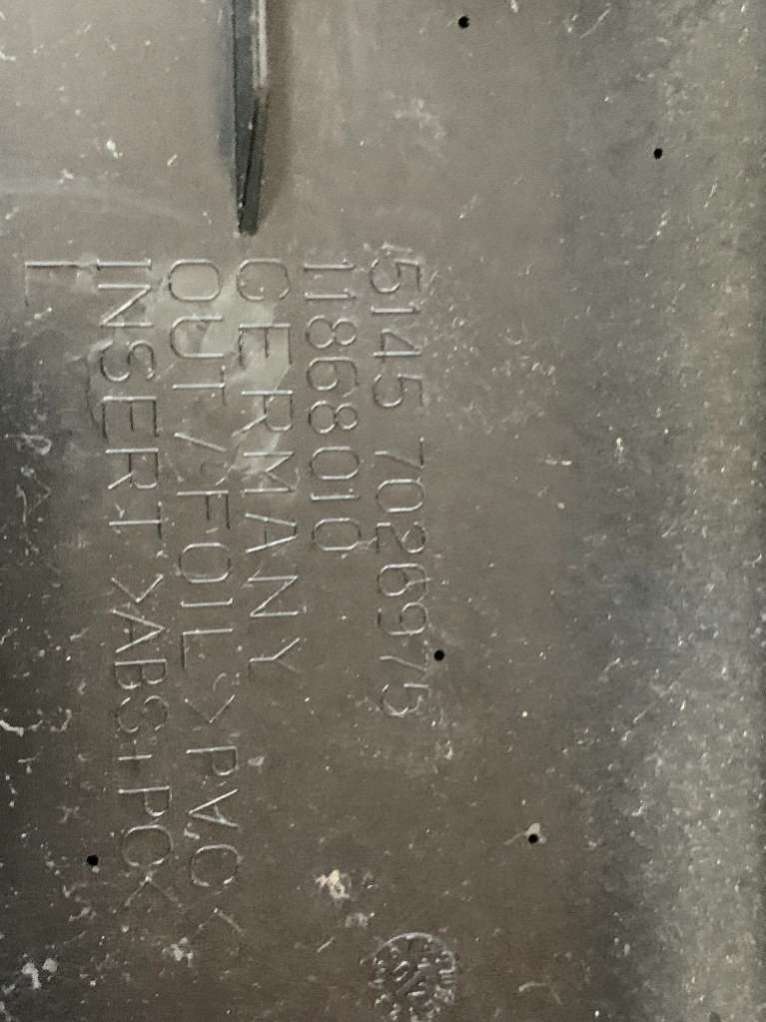 5145 7026975
11868010
GERMANY
OUT/FOIL >PVC<
INSERT >ABS+PC<
L